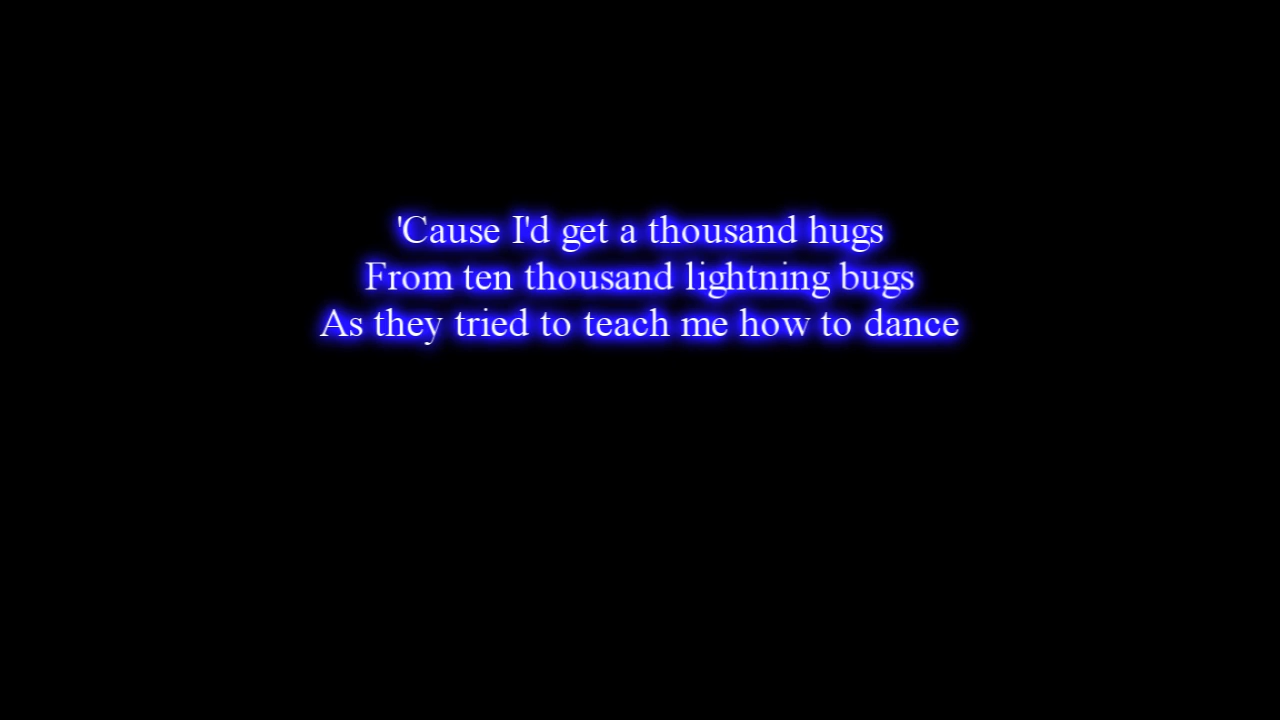 'Cause I'd get a thousand hugs
From ten thousand lightning bugs
As they tried to teach me how to dance